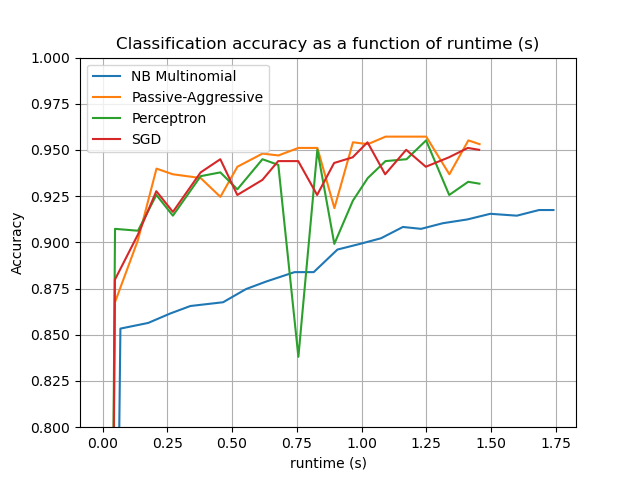 Classification accuracy as a function of runtime (s)
1.000
0.975
0.950
0.925
0.900
0.875
0.850
0.825
0.800
Accuracy
NB Multinomial
Passive-Aggressive
Perceptron
SGD
0.00 0.25 0.50 0.75 1.00 1.25 1.50 1.75
runtime (s)